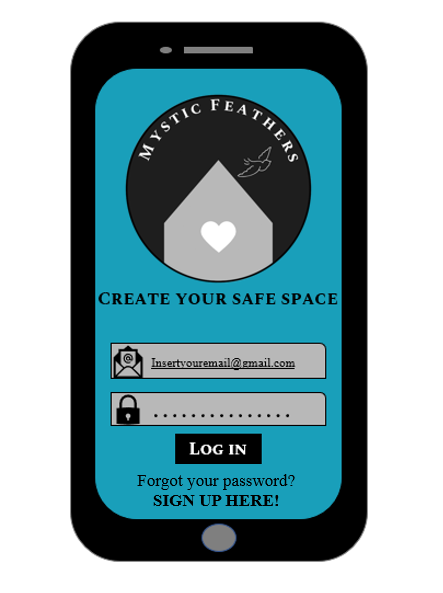 Mystic Feathers
Create your safe space
@
Insertyouremail@gmail.com
...............
Log in
Forgot your password?
SIGN UP HERE!